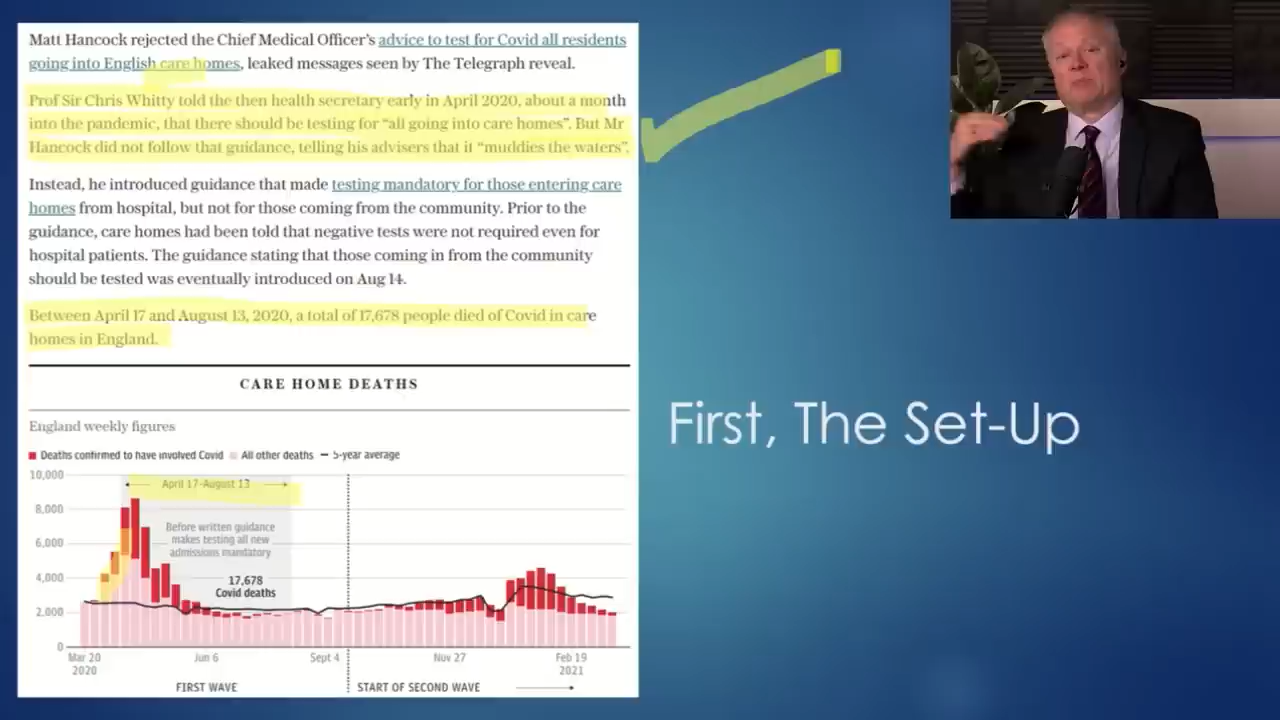 Matt Hancock rejected the Chief Medical Officer's advice to test for Covid all residents
going into English care homes, leaked messages seen by The Telegraph reveal.
Prof Sir Chris Whitty told the then health secretary early in April 2020, about a month
into the pandemic, that there should be testing for “all going into care homes”. But Mr
Hancock did not follow that guidance, telling his advisers that it “muddies the waters”.
Instead, he introduced guidance that made testing mandatory for those entering care
homes from hospital, but not for those coming from the community. Prior to the
guidance, care homes had been told that negative tests were not required even for
hospital patients. The guidance stating that those coming in from the community
should be tested was eventually introduced on Aug 14.
Between April 17 and August 13, 2020, a total of 17,678 people died of Covid in care
homes in England.
CARE HOME DEATHS
England weekly figures
Deaths confirmed to have involved Covid All other deaths 5-year average
10,000
8,000
6,000
4,000
2,000
0
April 17-August 13
Before written guidance
makes testing all new
admissions mandatory
17,678
Covid deaths
Mar 20 Jun 6 Sept 4 Nov 27 Feb 19
2020 2021
FIRST WAVE START OF SECOND WAVE
First, The Set-Up